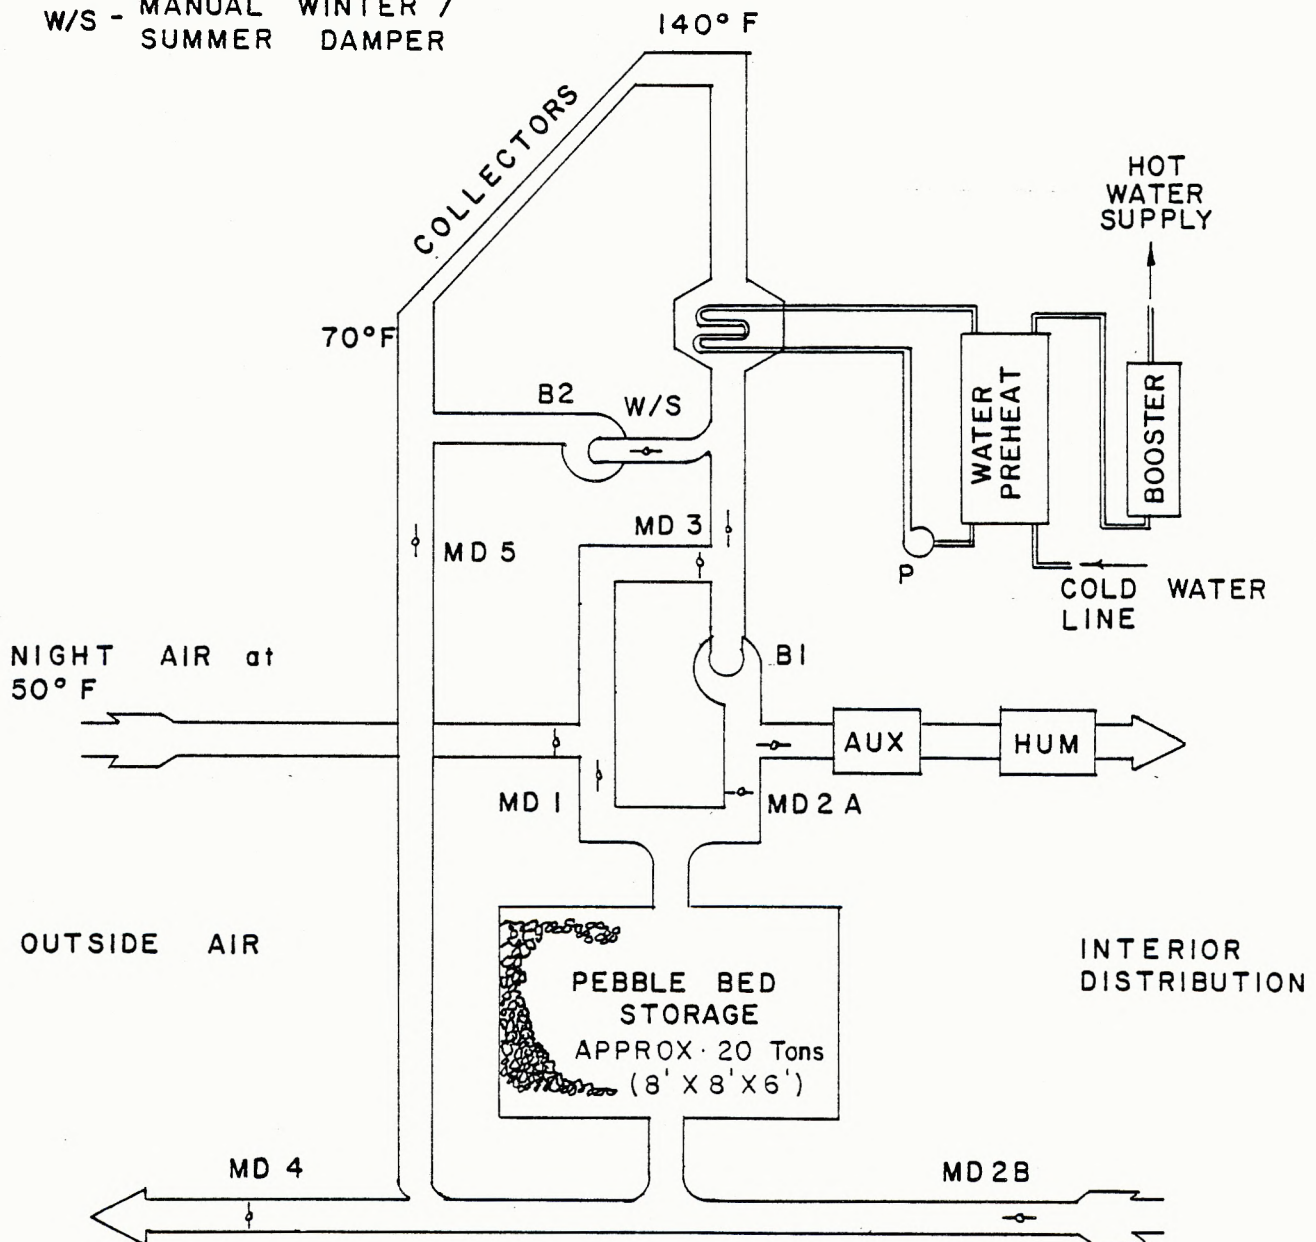 MANUAL WINTER /
W/S - SUMMER DAMPER
140° F
COLLECTORS
HOT
WATER
SUPPLY
70°F
B2
W/S
WATER
PREHEAT
BOOSTER
MD 3
MD 5
P
COLD WATER
LINE
NIGHT AIR at
50° F
B1
AUX
HUM
MD 1
MD2 A
OUTSIDE AIR
INTERIOR
DISTRIBUTION
PEBBLE BED
STORAGE
APPROX. 20 Tons
(8' X 8' X 6')
MD 4
MD 2B